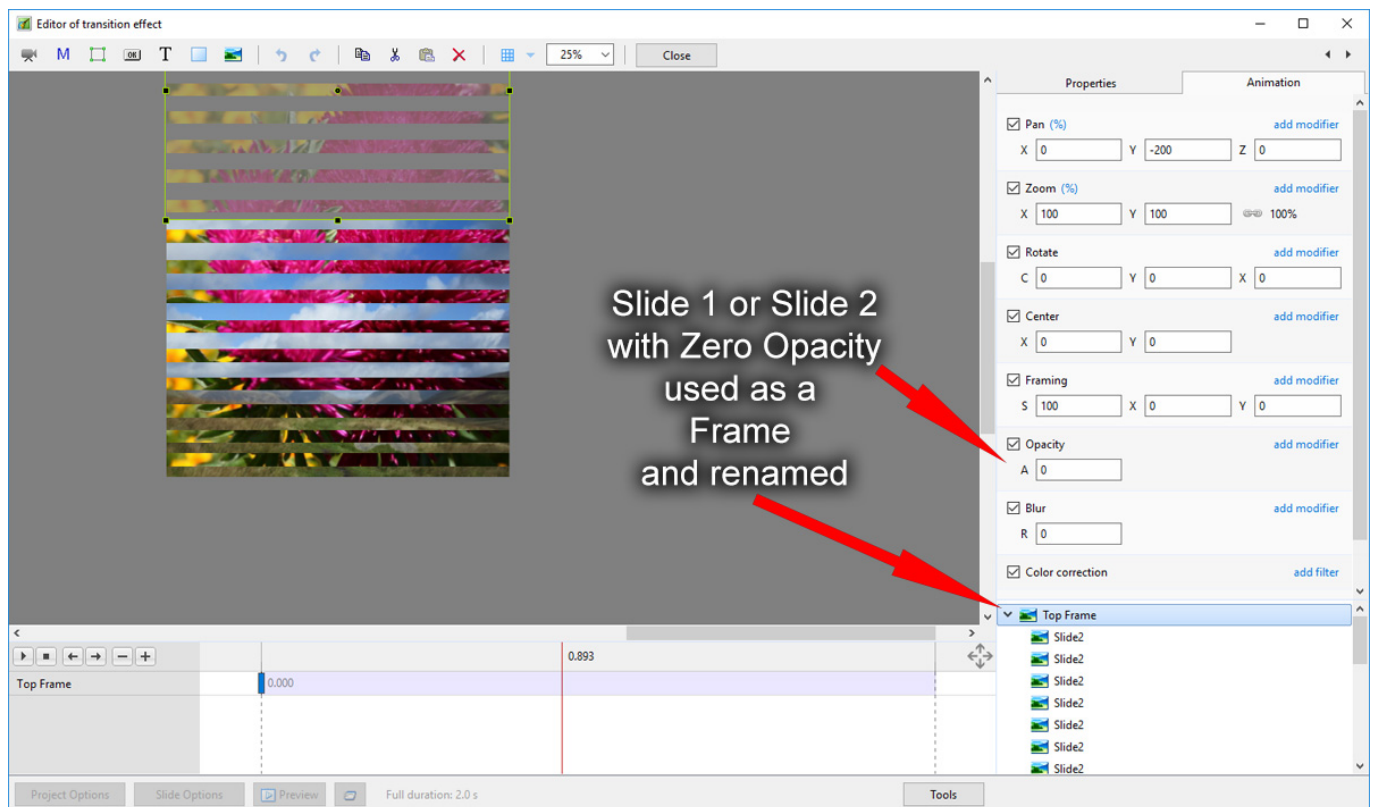 Editor of transition effect
M OK T 25% Close
Properties Animation
Pan (%) add modifier
X 0 Y -200 Z 0
Zoom (%) add modifier
X 100 Y 100 100%
Rotate add modifier
C 0 Y 0 X 0
Center add modifier
X 0 Y 0
Framing add modifier
S 100 X 0 Y 0
Opacity add modifier
A 0
Blur add modifier
R 0
Color correction add filter
Slide 1 or Slide 2
with Zero Opacity
used as a
Frame
and renamed
Top Frame
Slide2
Slide2
Slide2
Slide2
Slide2
Slide2
Slide2
0.893
Top Frame 0.000
Project Options Slide Options Preview Full duration: 2.0 s Tools